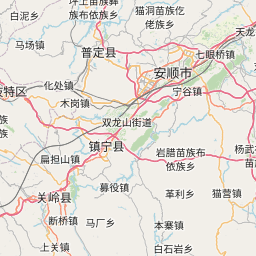 坪上苗族彝
族布依族乡
猫洞苗族仡
佬族乡
白泥乡
天龙
马场镇
普定县
七眼桥镇
安顺市
化处镇
技特区
宁谷镇
木岗镇
双龙山街道
镇宁县
岩腊苗族布
依族乡
杨武
苗族
扁担山镇
募役镇
革利乡
猫营镇
关岭县
断桥镇
马厂乡
本寨镇
上关镇
白石岩乡